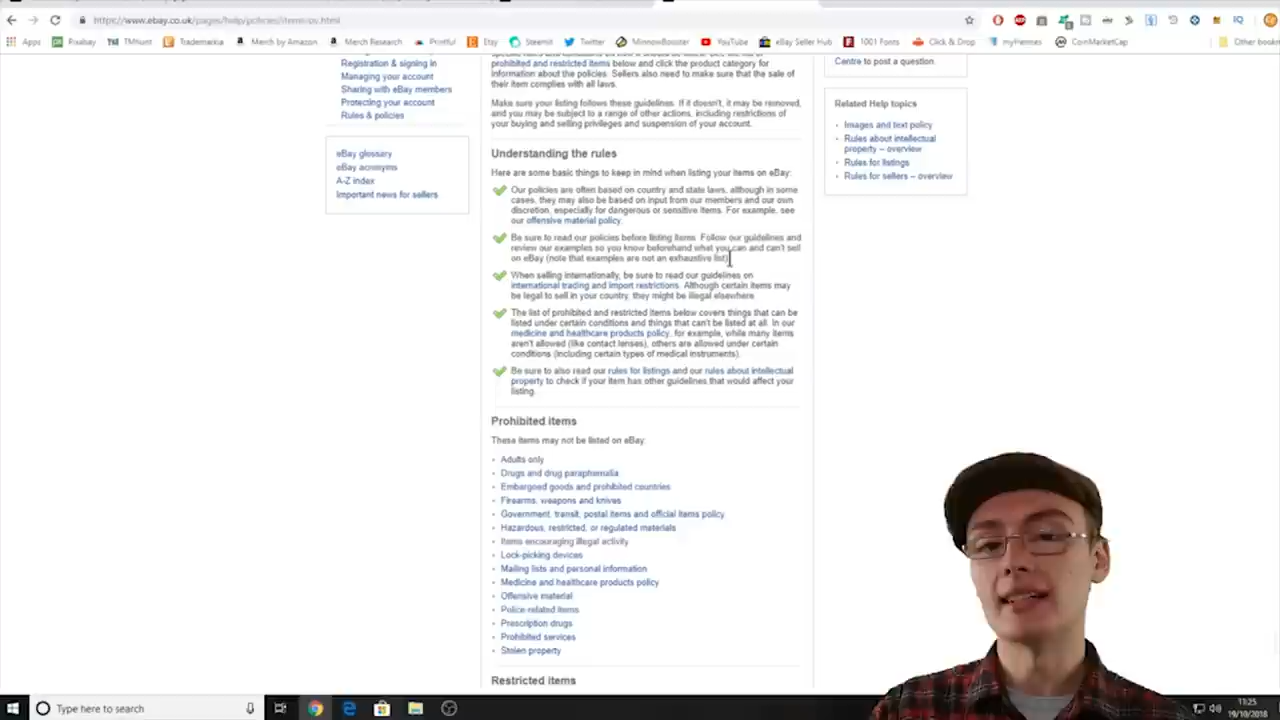 https://www.ebay.co.uk/pages/help/policies/items-ov.html
Apps Pixabay TMHunt Trademarkia Merch by Amazon Merch Research Printful Etsy Steemit Twitter MinnowBooster YouTube eBay Seller Hub 1001 Fonts Click & Drop myHermes CoinMarketCap Other book
Registration & signing in
Managing your account
Sharing with eBay members
Protecting your account
Rules & policies
eBay glossary
eBay acronyms
A-Z index
Important news for sellers
prohibited and restricted items below and click the product category for
information about the policies. Sellers also need to make sure that the sale of
their item complies with all laws.
Make sure your listing follows these guidelines. If it doesn't, it may be removed,
and you may be subject to a range of other actions, including restrictions of
your buying and selling privileges and suspension of your account.
Understanding the rules
Here are some basic things to keep in mind when listing your items on eBay:
Our policies are often based on country and state laws, although in some
cases, they may also be based on input from our members and our own
discretion, especially for dangerous or sensitive items. For example, see
our offensive material policy.
Be sure to read our policies before listing items. Follow our guidelines and
review our examples so you know beforehand what you can and can't sell
on eBay (note that examples are not an exhaustive list).
When selling internationally, be sure to read our guidelines on
international trading and import restrictions. Although certain items may
be legal to sell in your country, they might be illegal elsewhere.
The list of prohibited and restricted items below covers things that can be
listed under certain conditions and things that can't be listed at all. In our
medicine and healthcare products policy, for example, while many items
aren't allowed (like contact lenses), others are allowed under certain
conditions (including certain types of medical instruments).
Be sure to also read our rules for listings and our rules about intellectual
property to check if your item has other guidelines that would affect your
listing.
Prohibited items
These items may not be listed on eBay:
Adults only
Drugs and drug paraphernalia
Embargoed goods and prohibited countries
Firearms, weapons and knives
Government, transit, postal items and official items policy
Hazardous, restricted, or regulated materials
Items encouraging illegal activity
Lock-picking devices
Mailing lists and personal information
Medicine and healthcare products policy
Offensive material
Police-related items
Prescription drugs
Prohibited services
Stolen property
Restricted items
Centre to post a question.
Related Help topics
Images and text policy
Rules about intellectual
property – overview
Rules for listings
Rules for sellers – overview
Type here to search
11:25
19/10/2018